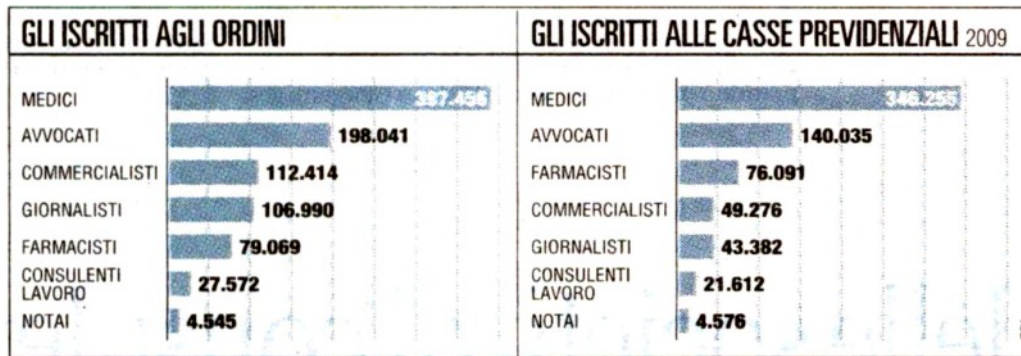 GLI ISCRITTI AGLI ORDINI
MEDICI 397.456
AVVOCATI 198.041
COMMERCIALISTI 112.414
GIORNALISTI 106.990
FARMACISTI 79.069
CONSULENTI
LAVORO 27.572
NOTAI 4.545
GLI ISCRITTI ALLE CASSE PREVIDENZIALI 2009
MEDICI 346.255
AVVOCATI 140.035
FARMACISTI 76.091
COMMERCIALISTI 49.276
GIORNALISTI 43.382
CONSULENTI
LAVORO 21.612
NOTAI 4.576